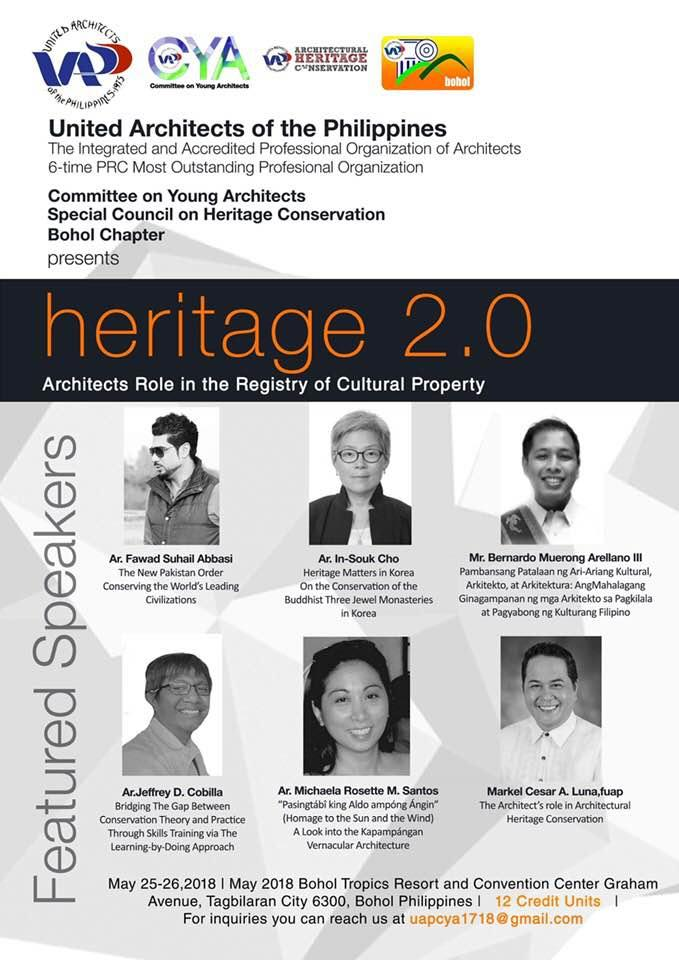 UNITED ARCHITECTS
UAP
of the PHILIPPINES 1975
UAP
CYA
Committee on Young Architects
UAP
ARCHITECTURAL
HERITAGE
CONSERVATION
UAP
bohol
United Architects of the Philippines
The Integrated and Accredited Professional Organization of Architects
6-time PRC Most Outstanding Profesional Organization
Committee on Young Architects
Special Council on Heritage Conservation
Bohol Chapter
presents
heritage 2.0
Architects Role in the Registry of Cultural Property
Featured Speakers
Ar. Fawad Suhail Abbasi
The New Pakistan Order
Conserving the World's Leading
Civilizations
Ar. In-Souk Cho
Heritage Matters in Korea
On the Conservation of the
Buddhist Three Jewel Monasteries
in Korea
Mr. Bernardo Muerong Arellano III
Pambansang Patalaan ng Ari-Ariang Kultural,
Arkitekto, at Arkitektura: AngMahalagang
Ginagampanan ng mga Arkitekto sa Pagkilala
at Pagyabong ng Kulturang Filipino
Ar.Jeffrey D. Cobilla
Bridging The Gap Between
Conservation Theory and Practice
Through Skills Training via The
Learning-by-Doing Approach
Ar. Michaela Rosette M. Santos
"Pasingtábî king Aldo ampóng Ángin"
(Homage to the Sun and the Wind)
A Look into the Kapampángan
Vernacular Architecture
Markel Cesar A. Luna,fuap
The Architect's role in Architectural
Heritage Conservation
May 25-26,2018 | May 2018 Bohol Tropics Resort and Convention Center Graham
Avenue, Tagbilaran City 6300, Bohol Philippines | 12 Credit Units |
For inquiries you can reach us at uapcya1718@gmail.com